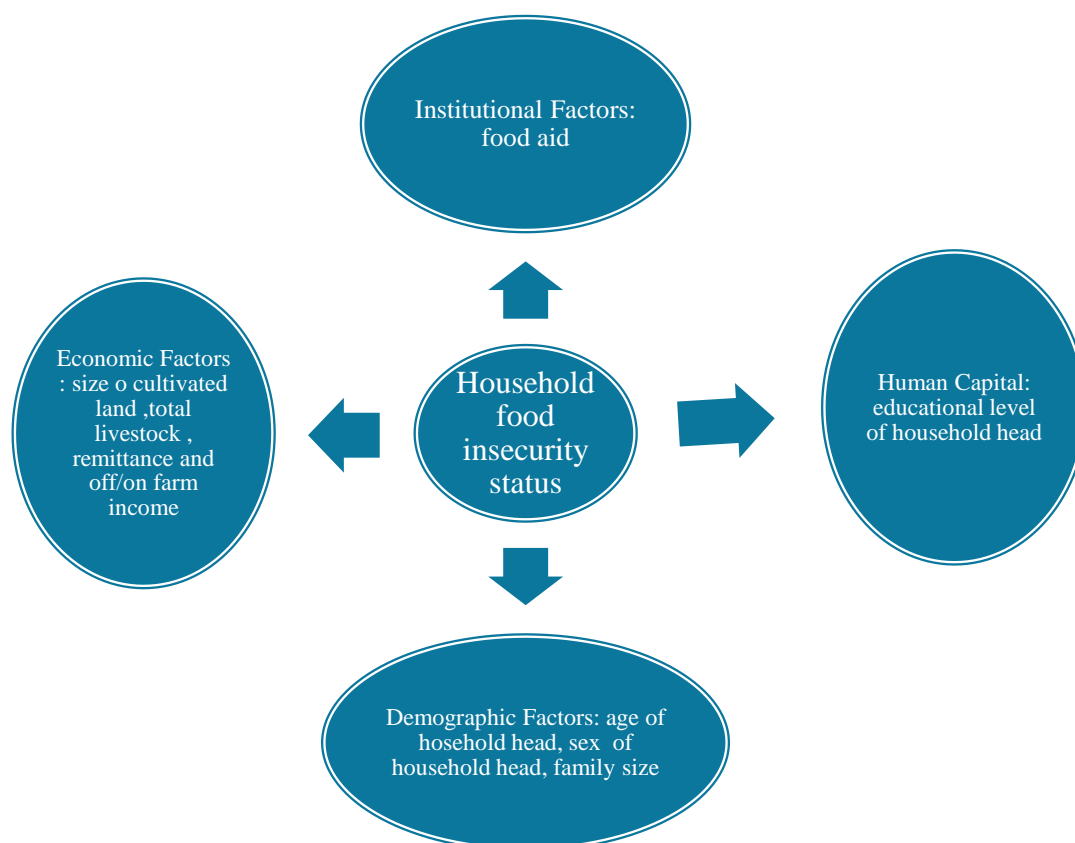 Institutional Factors:
food aid
Economic Factors
: size o cultivated
land ,total
livestock ,
remittance and
off/on farm
income
Household
food
insecurity
status
Human Capital:
educational level
of household head
Demographic Factors: age of
hosehold head, sex of
household head, family size